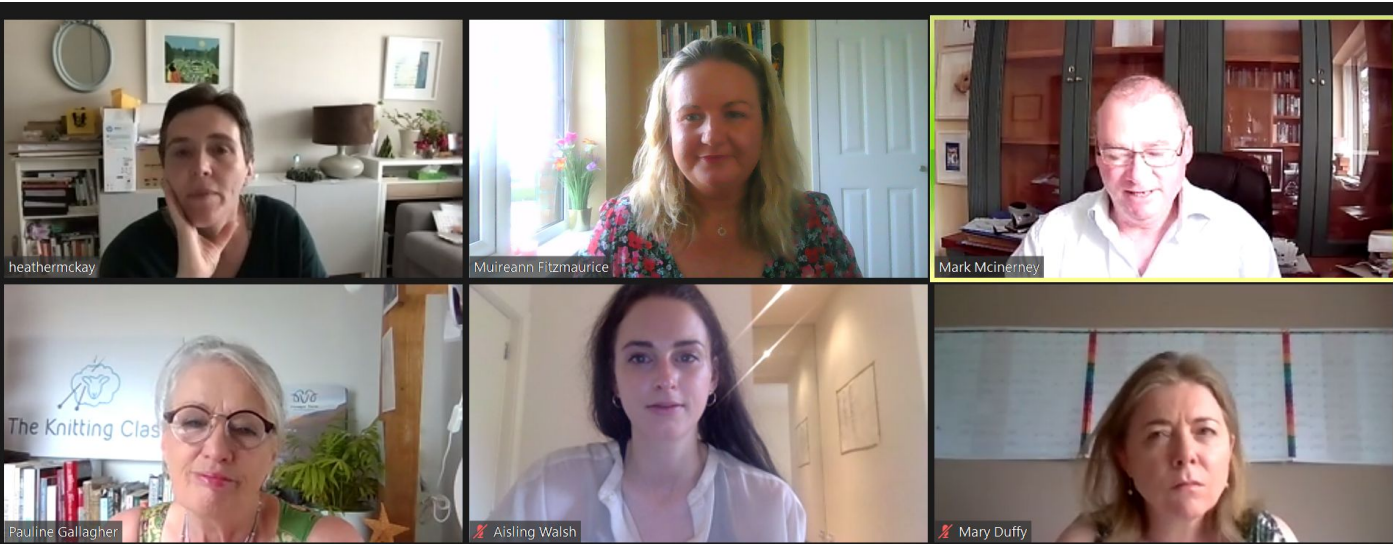 heathermckay
Muireann Fitzmaurice
Mark Mcinerney
The Knitting Clas
Pauline Gallagher
Aisling Walsh
Mary Duffy